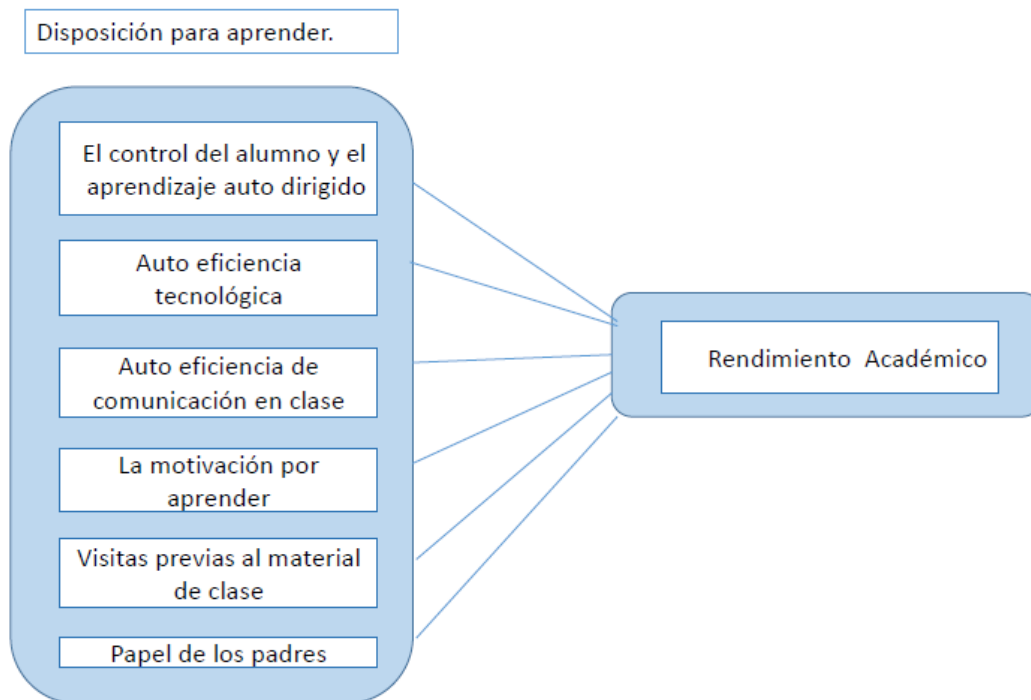 Disposición para aprender.
El control del alumno y el
aprendizaje auto dirigido
Auto eficiencia
tecnológica
Auto eficiencia de
comunicación en clase
La motivación por
aprender
Visitas previas al material
de clase
Papel de los padres
Rendimiento Académico